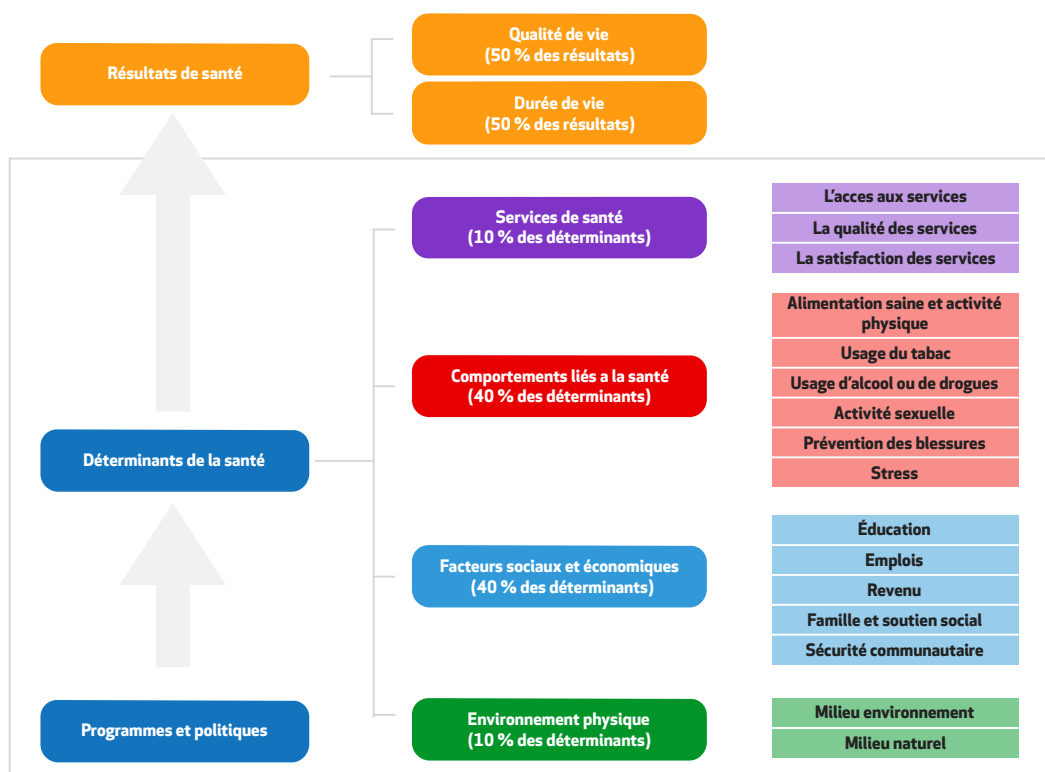 Résultats de santé
Qualité de vie
(50 % des résultats)
Durée de vie
(50 % des résultats)
Services de santé
(10 % des déterminants)
L'acces aux services
La qualité des services
La satisfaction des services
Alimentation saine et activité
physique
Usage du tabac
Usage d'alcool ou de drogues
Activité sexuelle
Prévention des blessures
Stress
Comportements liés a la santé
(40 % des déterminants)
Déterminants de la santé
Facteurs sociaux et économiques
(40 % des déterminants)
Éducation
Emplois
Revenu
Famille et soutien social
Sécurité communautaire
Programmes et politiques
Environnement physique
(10 % des déterminants)
Milieu environnement
Milieu naturel